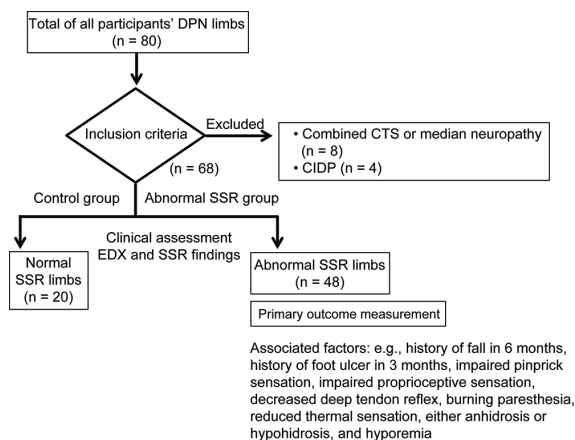 Total of all participants' DPN limbs
(n = 80)
Inclusion criteria
Excluded
• Combined CTS or median neuropathy
(n = 8)
• CIDP (n = 4)
(n = 68)
Control group
Abnormal SSR group
Clinical assessment
EDX and SSR findings
Normal
SSR limbs
(n = 20)
Abnormal SSR limbs
(n = 48)
Primary outcome measurement
Associated factors: e.g., history of fall in 6 months,
history of foot ulcer in 3 months, impaired pinprick
sensation, impaired proprioceptive sensation,
decreased deep tendon reflex, burning paresthesia,
reduced thermal sensation, either anhidrosis or
hypohidrosis, and hyporemia